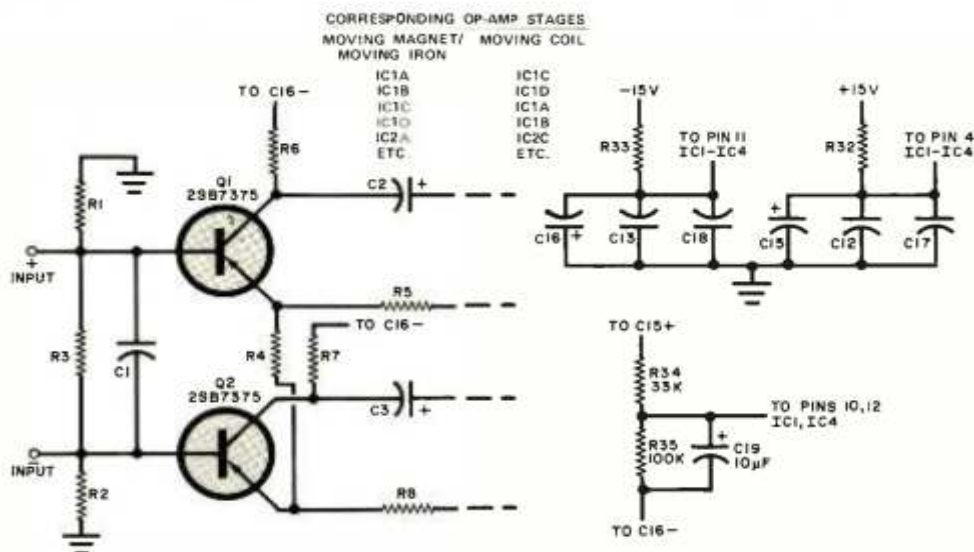 CORRESPONDING OP-AMP STAGES
MOVING MAGNET/ MOVING IRON
MOVING COIL
IC1A IC1C
IC1B IC1D
IC1C IC1A
IC1D IC1B
IC2A IC2C
ETC. ETC.
TO C16-
R6
Q1
2SB7375
C2 +
R1
+
INPUT
R3
C1
R5
R4
TO C16-
R7
Q2
2SB7375
C3 +
-
INPUT
R2
R8
-15V
R33
TO PIN 11
IC1-IC4
C16 +
C13
C18
+15V
R32
TO PIN 4
IC1-IC4
+
C15
C12
C17
TO C15+
R34
33K
TO PINS 10,12
IC1, IC4
R35
100K
+
C19
10µF
TO C16-